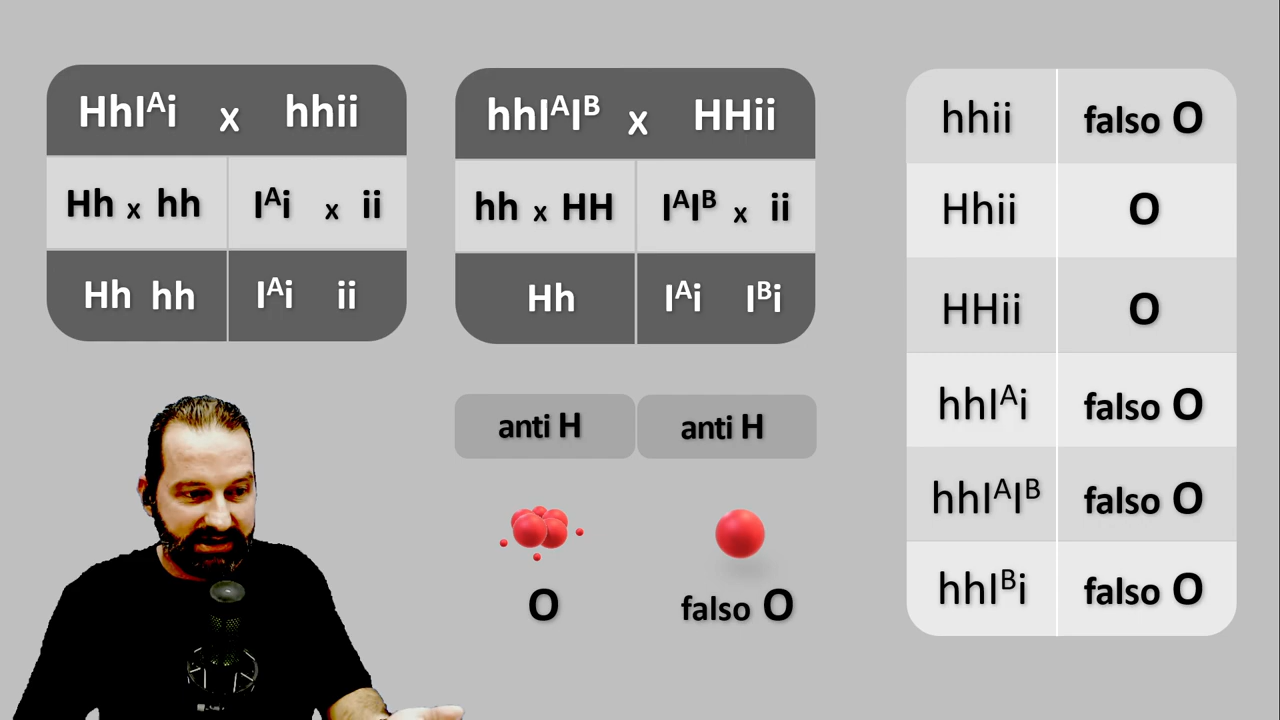 HhIᴬi x hhii
Hh x hh Iᴬi x ii
Hh hh Iᴬi ii
hhIᴬIᴮ x HHii
hh x HH IᴬIᴮ x ii
Hh Iᴬi Iᴮi
anti H anti H
O falso O
hhii falso O
Hhii O
HHii O
hhIᴬi falso O
hhIᴬIᴮ falso O
hhIᴮi falso O